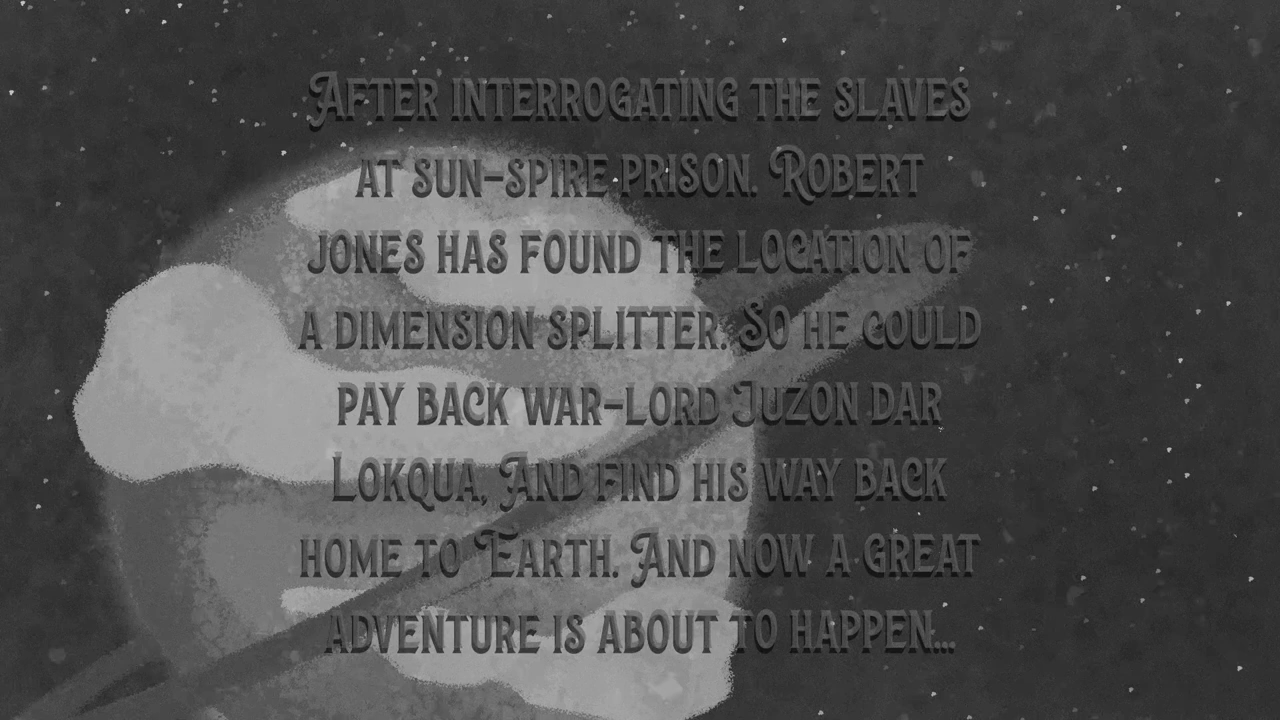 After interrogating the slaves
at Sun-Spire prison. Robert
Jones has found the location of
a dimension splitter. So he could
pay back war-lord Juzon Dar
Lokqua, And find his way back
home to Earth. And now a great
adventure is about to happen...